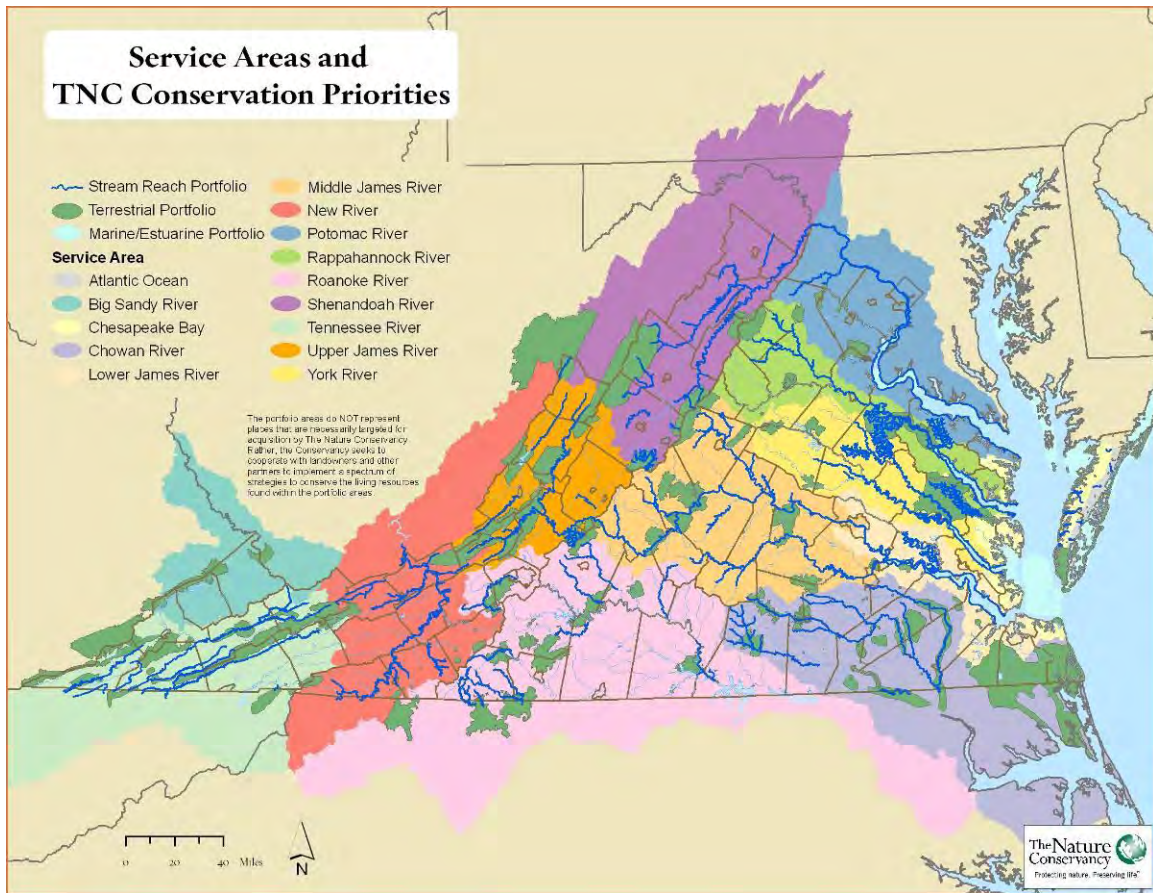 Service Areas and
TNC Conservation Priorities
Stream Reach Portfolio
Terrestrial Portfolio
Marine/Estuarine Portfolio
Service Area
Atlantic Ocean
Big Sandy River
Chesapeake Bay
Chowan River
Lower James River
Middle James River
New River
Potomac River
Rappahannock River
Roanoke River
Shenandoah River
Tennessee River
Upper James River
York River
The portfolio areas do NOT represent
places that are necessarily targeted for
acquisition by The Nature Conservancy
Rather, the Conservancy seeks to
cooperate with landowners and other
partners to implement a spectrum of
strategies to conserve the living resources
found within the portfolio areas
0 20 40 Miles
N
The Nature
Conservancy
Protecting nature. Preserving life™